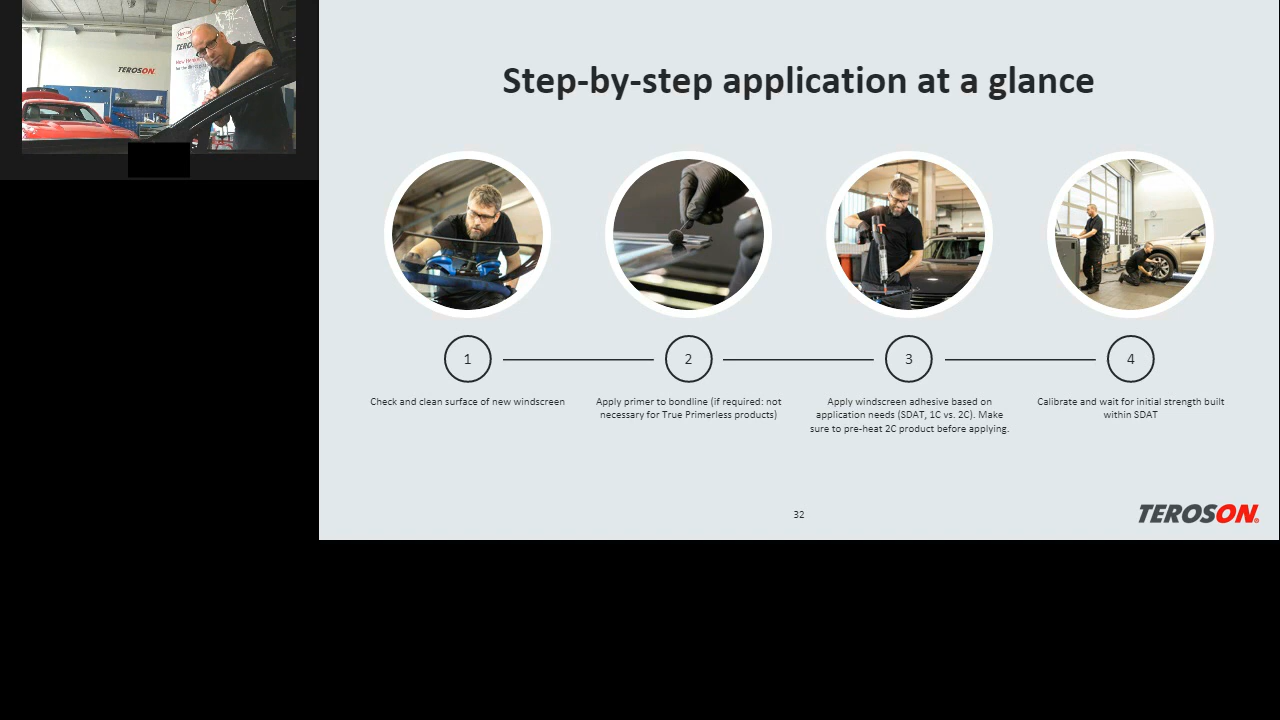 Henkel
TEROSON
TEROSON.
Step-by-step application at a glance
1
2
3
4
Check and clean surface of new windscreen
Apply primer to bondline (if required: not
necessary for True Primerless products)
Apply windscreen adhesive based on
application needs (SDAT, 1C vs. 2C). Make
sure to pre-heat 2C product before applying.
Calibrate and wait for initial strength built
within SDAT
32
TEROSON®